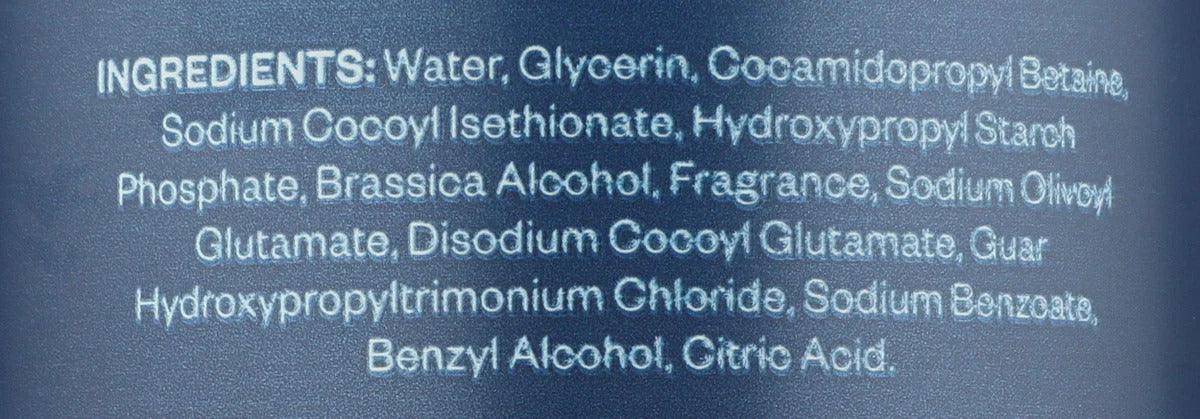 INGREDIENTS: Water, Glycerin, Cocamidopropyl Betaine,
Sodium Cocoyl Isethionate, Hydroxypropyl Starch
Phosphate, Brassica Alcohol, Fragrance, Sodium Olivoyl
Glutamate, Disodium Cocoyl Glutamate, Guar
Hydroxypropyltrimonium Chloride, Sodium Benzoate,
Benzyl Alcohol, Citric Acid.